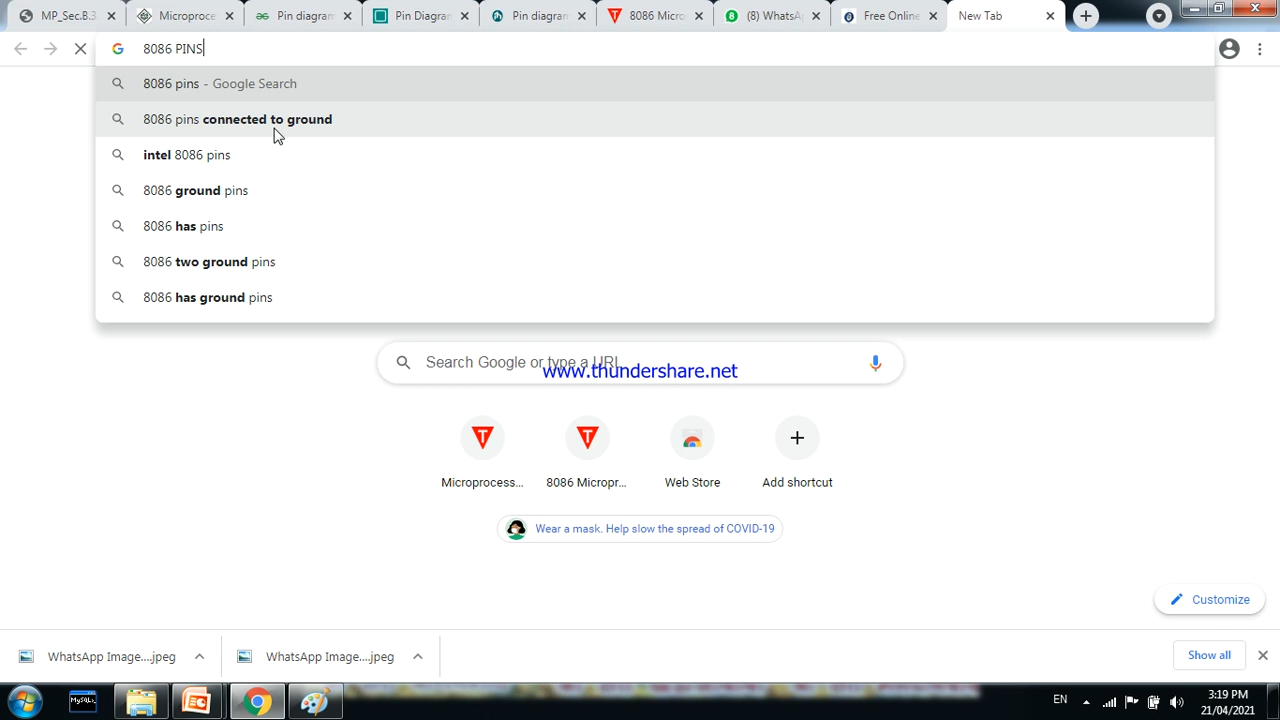 MP_Sec.B.3
Microproce
Pin diagram
Pin Diagran
Pin diagra
8086 Micro
(8) WhatsA
Free Online
New Tab
8086 PINS
8086 pins - Google Search
8086 pins connected to ground
intel 8086 pins
8086 ground pins
8086 has pins
8086 two ground pins
8086 has ground pins
Search Google or type a URL
www.thundershare.net
Microprocess...
8086 Micropr...
Web Store
Add shortcut
Wear a mask. Help slow the spread of COVID-19
Customize
WhatsApp Image....jpeg
WhatsApp Image....jpeg
Show all
MySQL
EN
3:19 PM
21/04/2021